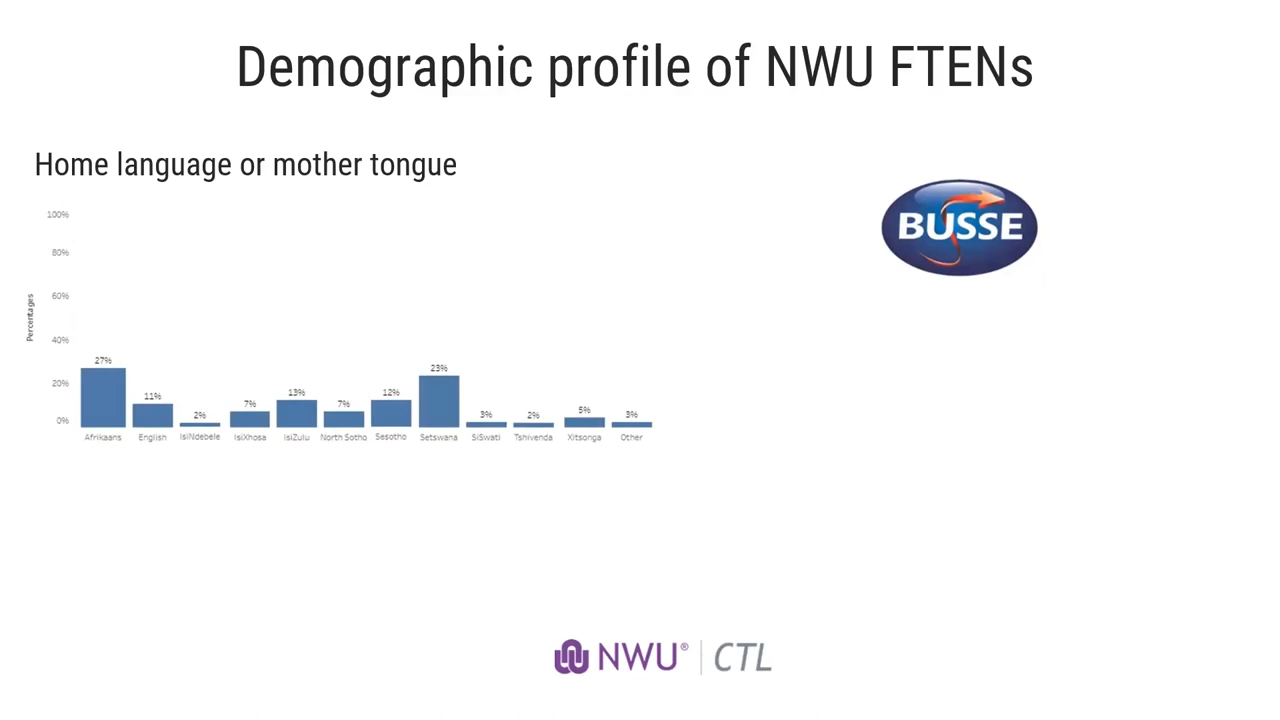 Demographic profile of NWU FTENs
Home language or mother tongue
BUSSE
Percentages
100%
80%
60%
40%
20%
0%
27%
11%
2%
7%
13%
7%
12%
23%
3%
2%
5%
3%
Afrikaans
English
IsiNdebele
IsiXhosa
IsiZulu
North Sotho
Sesotho
Setswana
SiSwati
Tshivenda
Xitsonga
Other
NWU® | CTL